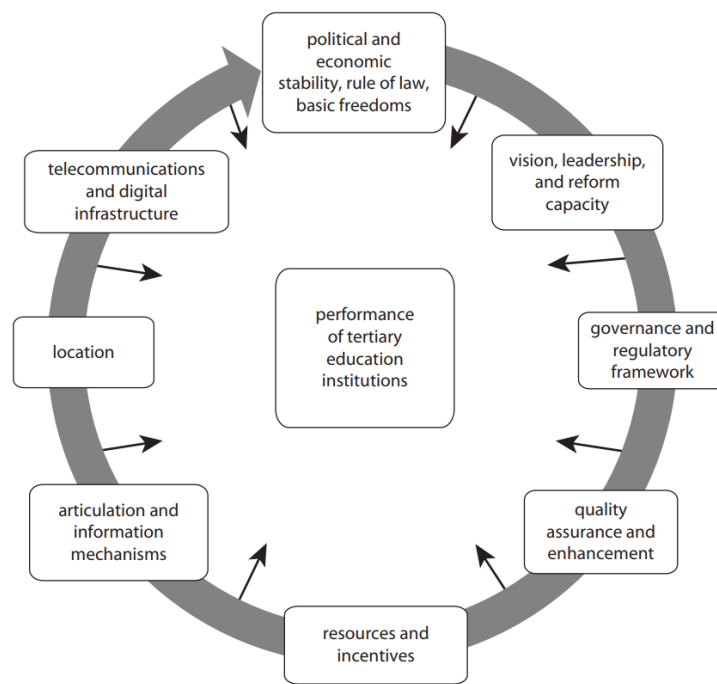 political and
economic
stability, rule of law,
basic freedoms
vision, leadership,
and reform
capacity
governance and
regulatory
framework
quality
assurance and
enhancement
resources and
incentives
articulation and
information
mechanisms
location
telecommunications
and digital
infrastructure
performance
of tertiary
education
institutions